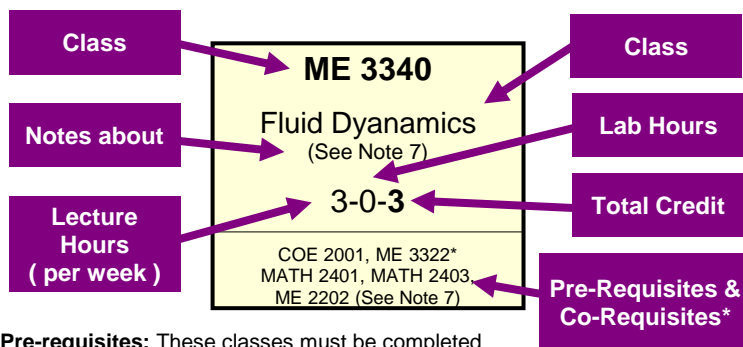 Class
ME 3340
Class
Fluid Dyanamics
Notes about
(See Note 7)
Lab Hours
3-0-3
Lecture
Hours
( per week )
Total Credit
COE 2001, ME 3322*
MATH 2401, MATH 2403,
ME 2202 (See Note 7)
Pre-Requisites &
Co-Requisites*
Pre-requisites: These classes must be completed